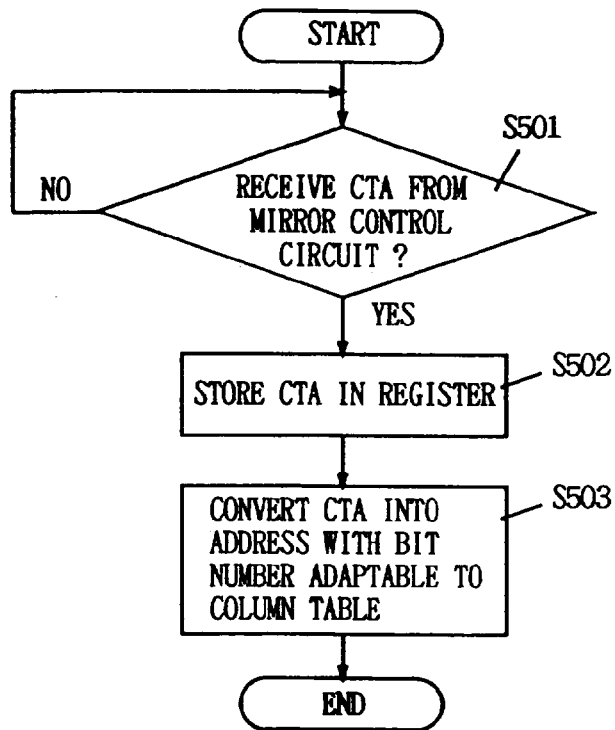 START
S501
NO
RECEIVE CTA FROM
MIRROR CONTROL
CIRCUIT ?
YES
S502
STORE CTA IN REGISTER
S503
CONVERT CTA INTO
ADDRESS WITH BIT
NUMBER ADAPTABLE TO
COLUMN TABLE
END